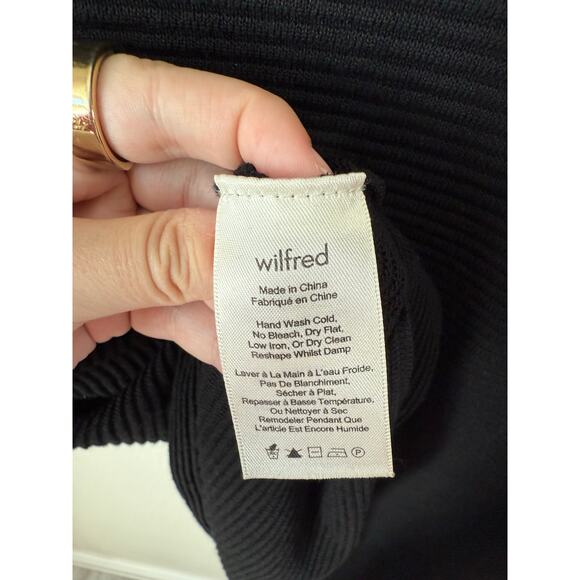 wilfred
Made in China
Fabriqué en Chine
Hand Wash Cold,
No Bleach, Dry Flat,
Low Iron, Or Dry Clean
Reshape Whilst Damp
Laver à La Main à L'eau Froide,
Pas De Blanchiment,
Sécher à Plat,
Repasser à Basse Température,
Ou Nettoyer à Sec
Remodeler Pendant Que
L'article Est Encore Humide
P